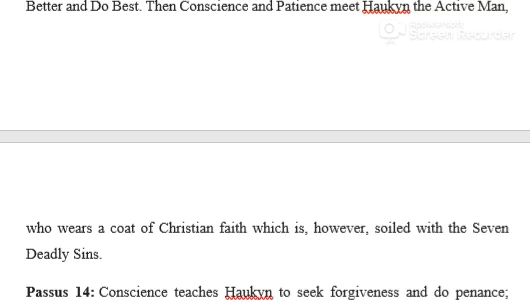 Better and Do Best. Then Conscience and Patience meet Haukyn the Active Man,
Apowersoft
Screen Recorder
who wears a coat of Christian faith which is, however, soiled with the Seven
Deadly Sins.
Passus 14: Conscience teaches Haukyn to seek forgiveness and do penance;